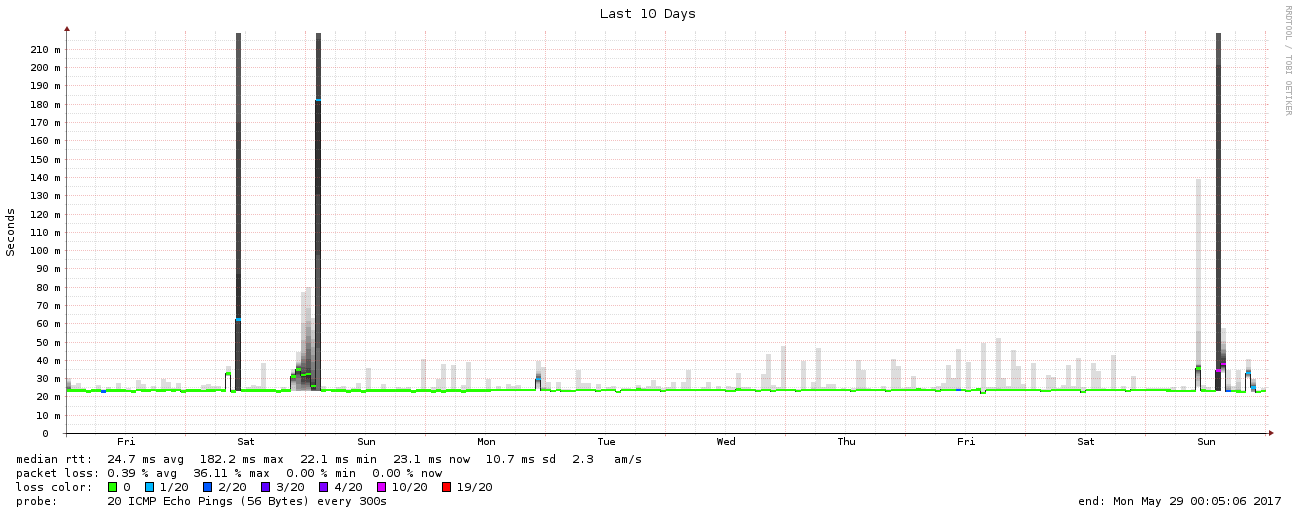 Last 10 Days
RRDTOOL / TOBI OETIKER
Seconds
210 m
200 m
190 m
180 m
170 m
160 m
150 m
140 m
130 m
120 m
110 m
100 m
90 m
80 m
70 m
60 m
50 m
40 m
30 m
20 m
10 m
0
Fri Sat Sun Mon Tue Wed Thu Fri Sat Sun
median rtt: 24.7 ms avg 182.2 ms max 22.1 ms min 23.1 ms now 10.7 ms sd 2.3 am/s
packet loss: 0.39 % avg 36.11 % max 0.00 % min 0.00 % now
loss color: 0 1/20 2/20 3/20 4/20 10/20 19/20
probe: 20 ICMP Echo Pings (56 Bytes) every 300s end: Mon May 29 00:05:06 2017